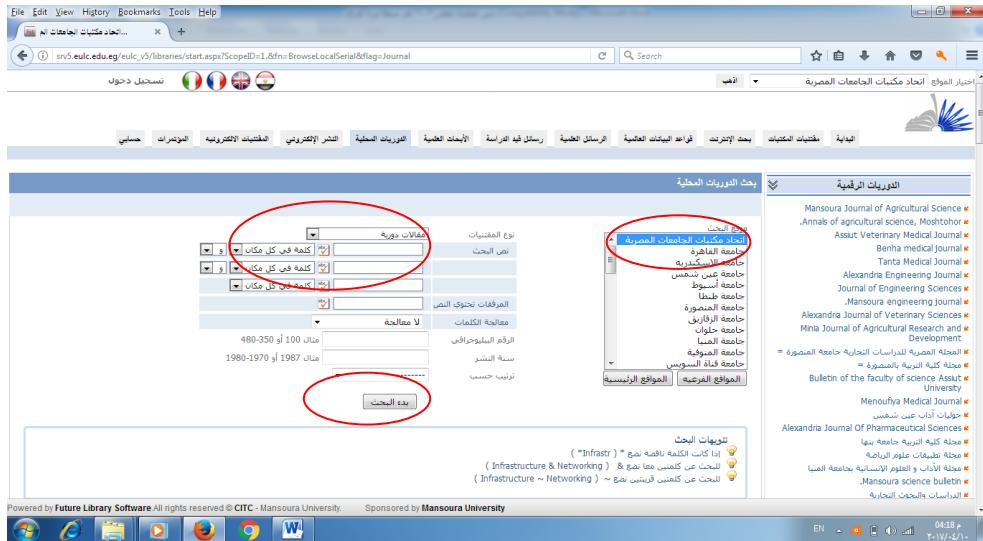 File Edit View History Bookmarks Tools Help
اتحاد مكتبات الجامعات الم...
srv5.eulc.edu.eg/eulc_v5/libraries/start.aspx?ScopeID=1.&fn=BrowseLocalSerial&flag=Journal
Search
اختيار الموقع اتحاد مكتبات الجامعات المصرية اذهب
تسجيل دخول
البداية مقتنيات المكتبات بحث الإنترنت قواعد البيانات العالمية الرسائل العلمية رسائل قيد الدراسة الأبحاث العلمية الدوريات المحلية النشر الإلكتروني المقتنيات الالكترونية المؤتمرات حسابي
الدوريات الرقمية
Mansoura Journal of Agricultural Science
Annals of agricultural science, Moshtohor.
Assiut Veterinary Medical Journal
Benha medical journal
Tanta Medical Journal
Alexandria Engineering Journal
Journal of Engineering Sciences
Mansoura engineering journal.
Alexandria Journal of Veterinary Sciences
Minia Journal of Agricultural Research and Development
المجلة المصرية للدراسات التجارية جامعة المنصورة =
مجلة كلية التربية بالمنصورة =
Bulletin of the faculty of science Assiut University
Menoufiya Medical Journal
حوليات آداب عين شمس
Alexandria Journal Of Pharmaceutical Sciences
مجلة كلية التربية جامعة بنها
مجلة تطبيقات علوم الرياضة
مجلة الآداب و العلوم الانسانية بجامعة المنيا
Mansoura science bulletin.
الدراسات والبحوث التجارية
بحث الدوريات المحلية
موقع البحث
اتحاد مكتبات الجامعات المصرية
جامعة القاهرة
جامعة الاسكندرية
جامعة عين شمس
جامعة أسيوط
جامعة طنطا
جامعة المنصورة
جامعة الزقازيق
جامعة حلوان
جامعة المنيا
جامعة المنوفية
جامعة قناة السويس
المواقع الفرعيه المواقع الرئيسية
نوع المقتنيات مقالات دورية
نص البحث كلمة في كل مكان و
كلمة في كل مكان و
كلمة في كل مكان
المرفقات تحتوي النص
معالجة الكلمات لا معالجة
الرقم الببليوجرافي مثال 100 أو 350-480
سنة النشر مثال 1987 أو 1970-1980
ترتيب حسب
بدء البحث
تنويهات البحث
إذا كانت الكلمة ناقصة نضع * ( Infrastr* )
للبحث عن كلمتين معا نضع & ( Infrastructure & Networking )
للبحث عن كلمتين قريبتين نضع ~ ( Infrastructure ~ Networking )
Powered by Future Library Software.All rights reserved © CITC - Mansoura University. Sponsored by Mansoura University
EN
04:18 م
٢٠١٧/٠٤/١٠